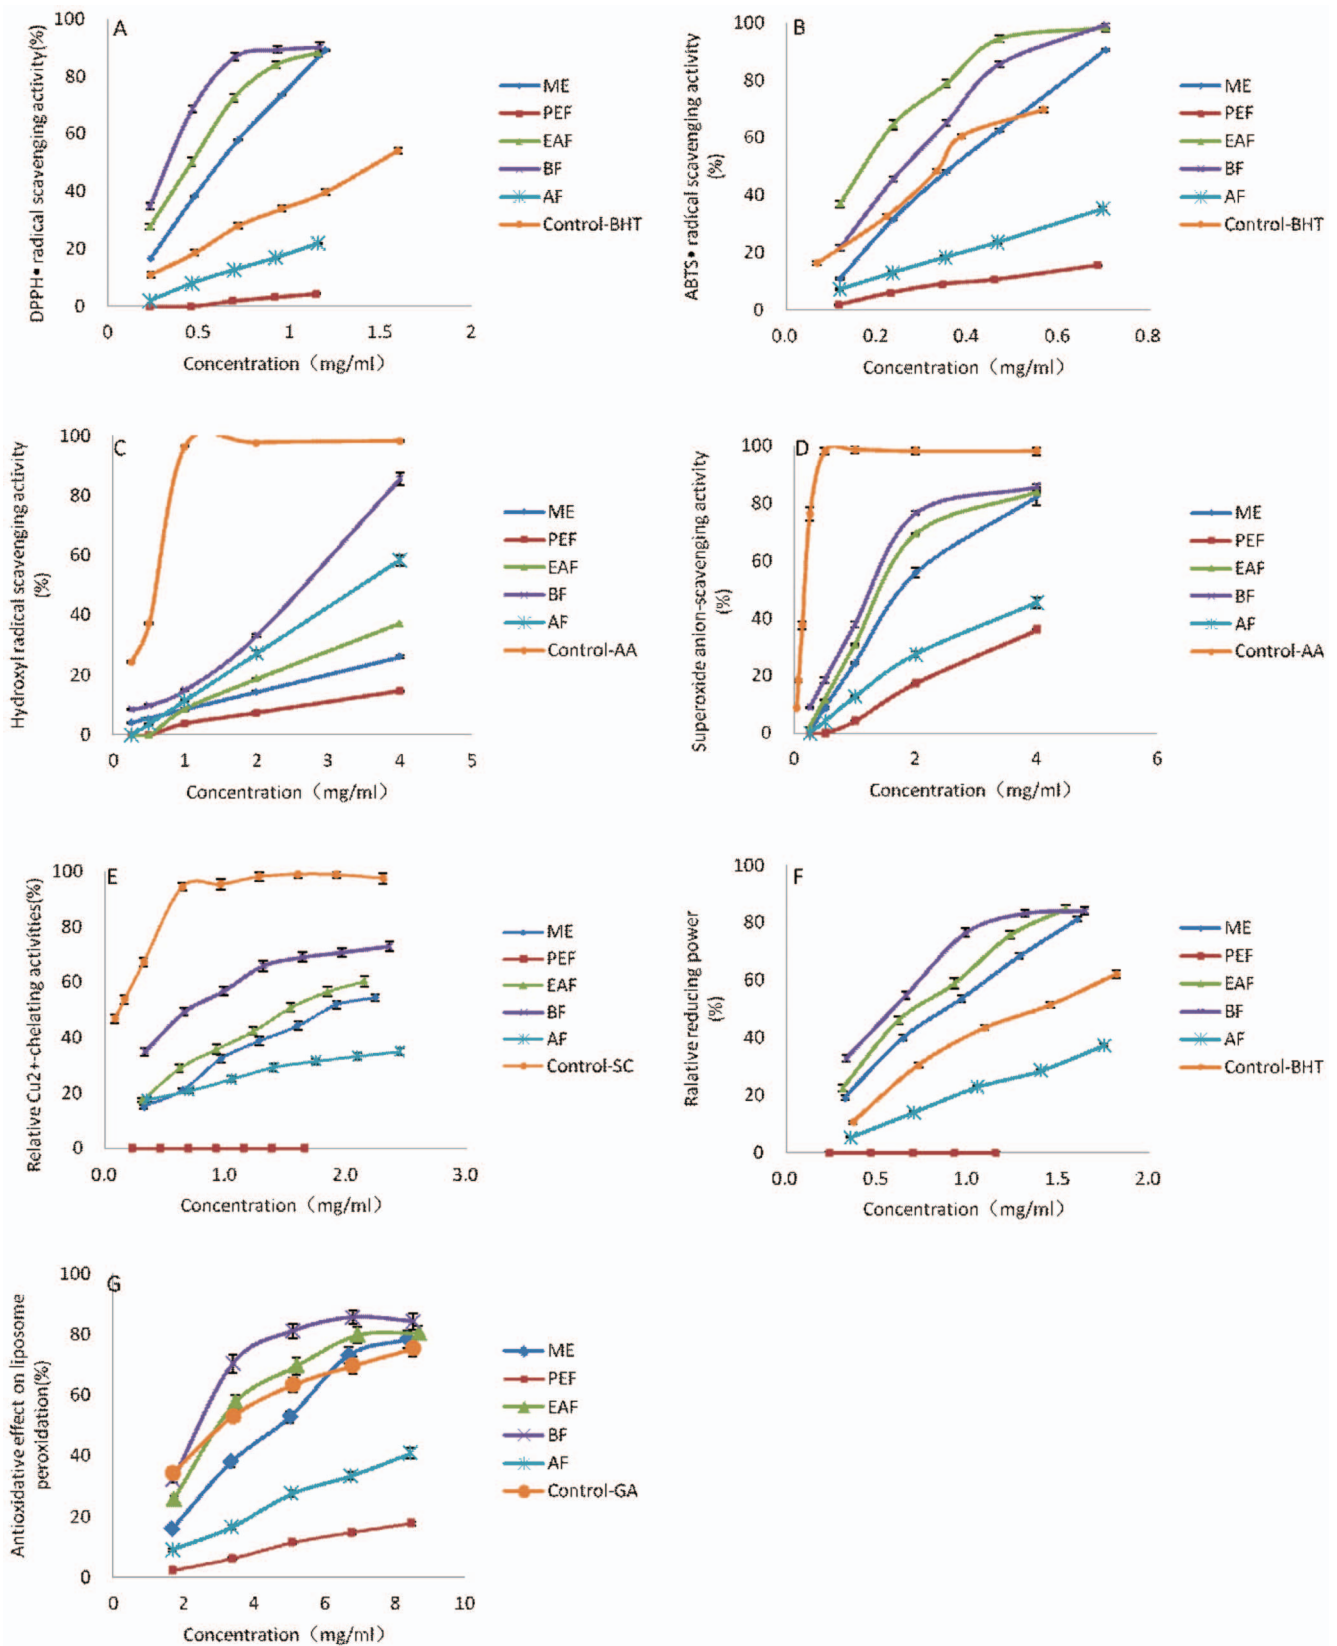 A
DPPH• radical scavenging activity(%)
100
80
60
40
20
0
0 0.5 1 1.5 2
Concentration（mg/ml）
ME
PEF
EAF
BF
AF
Control-BHT
B
ABTS• radical scavenging activity
(%)
100
80
60
40
20
0
0.0 0.2 0.4 0.6 0.8
Concentration（mg/ml）
ME
PEF
EAF
BF
AF
Control-BHT
C
Hydroxyl radical scavenging activity
(%)
100
80
60
40
20
0
0 1 2 3 4 5
Concentration（mg/ml）
ME
PEF
EAF
BF
AF
Control-AA
D
Superoxide anion-scavenging activity
(%)
100
80
60
40
20
0
0 2 4 6
Concentration（mg/ml）
ME
PEF
EAF
BF
AF
Control-AA
E
Relative Cu2+-chelating activities(%)
100
80
60
40
20
0
0.0 1.0 2.0 3.0
Concentration（mg/ml）
ME
PEF
EAF
BF
AF
Control-SC
F
Ralative reducing power
(%)
100
80
60
40
20
0
0.0 0.5 1.0 1.5 2.0
Concentration（mg/ml）
ME
PEF
EAF
BF
AF
Control-BHT
G
Antioxidative effect on liposome
peroxidation(%)
100
80
60
40
20
0
0 2 4 6 8 10
Concentration（mg/ml）
ME
PEF
EAF
BF
AF
Control-GA